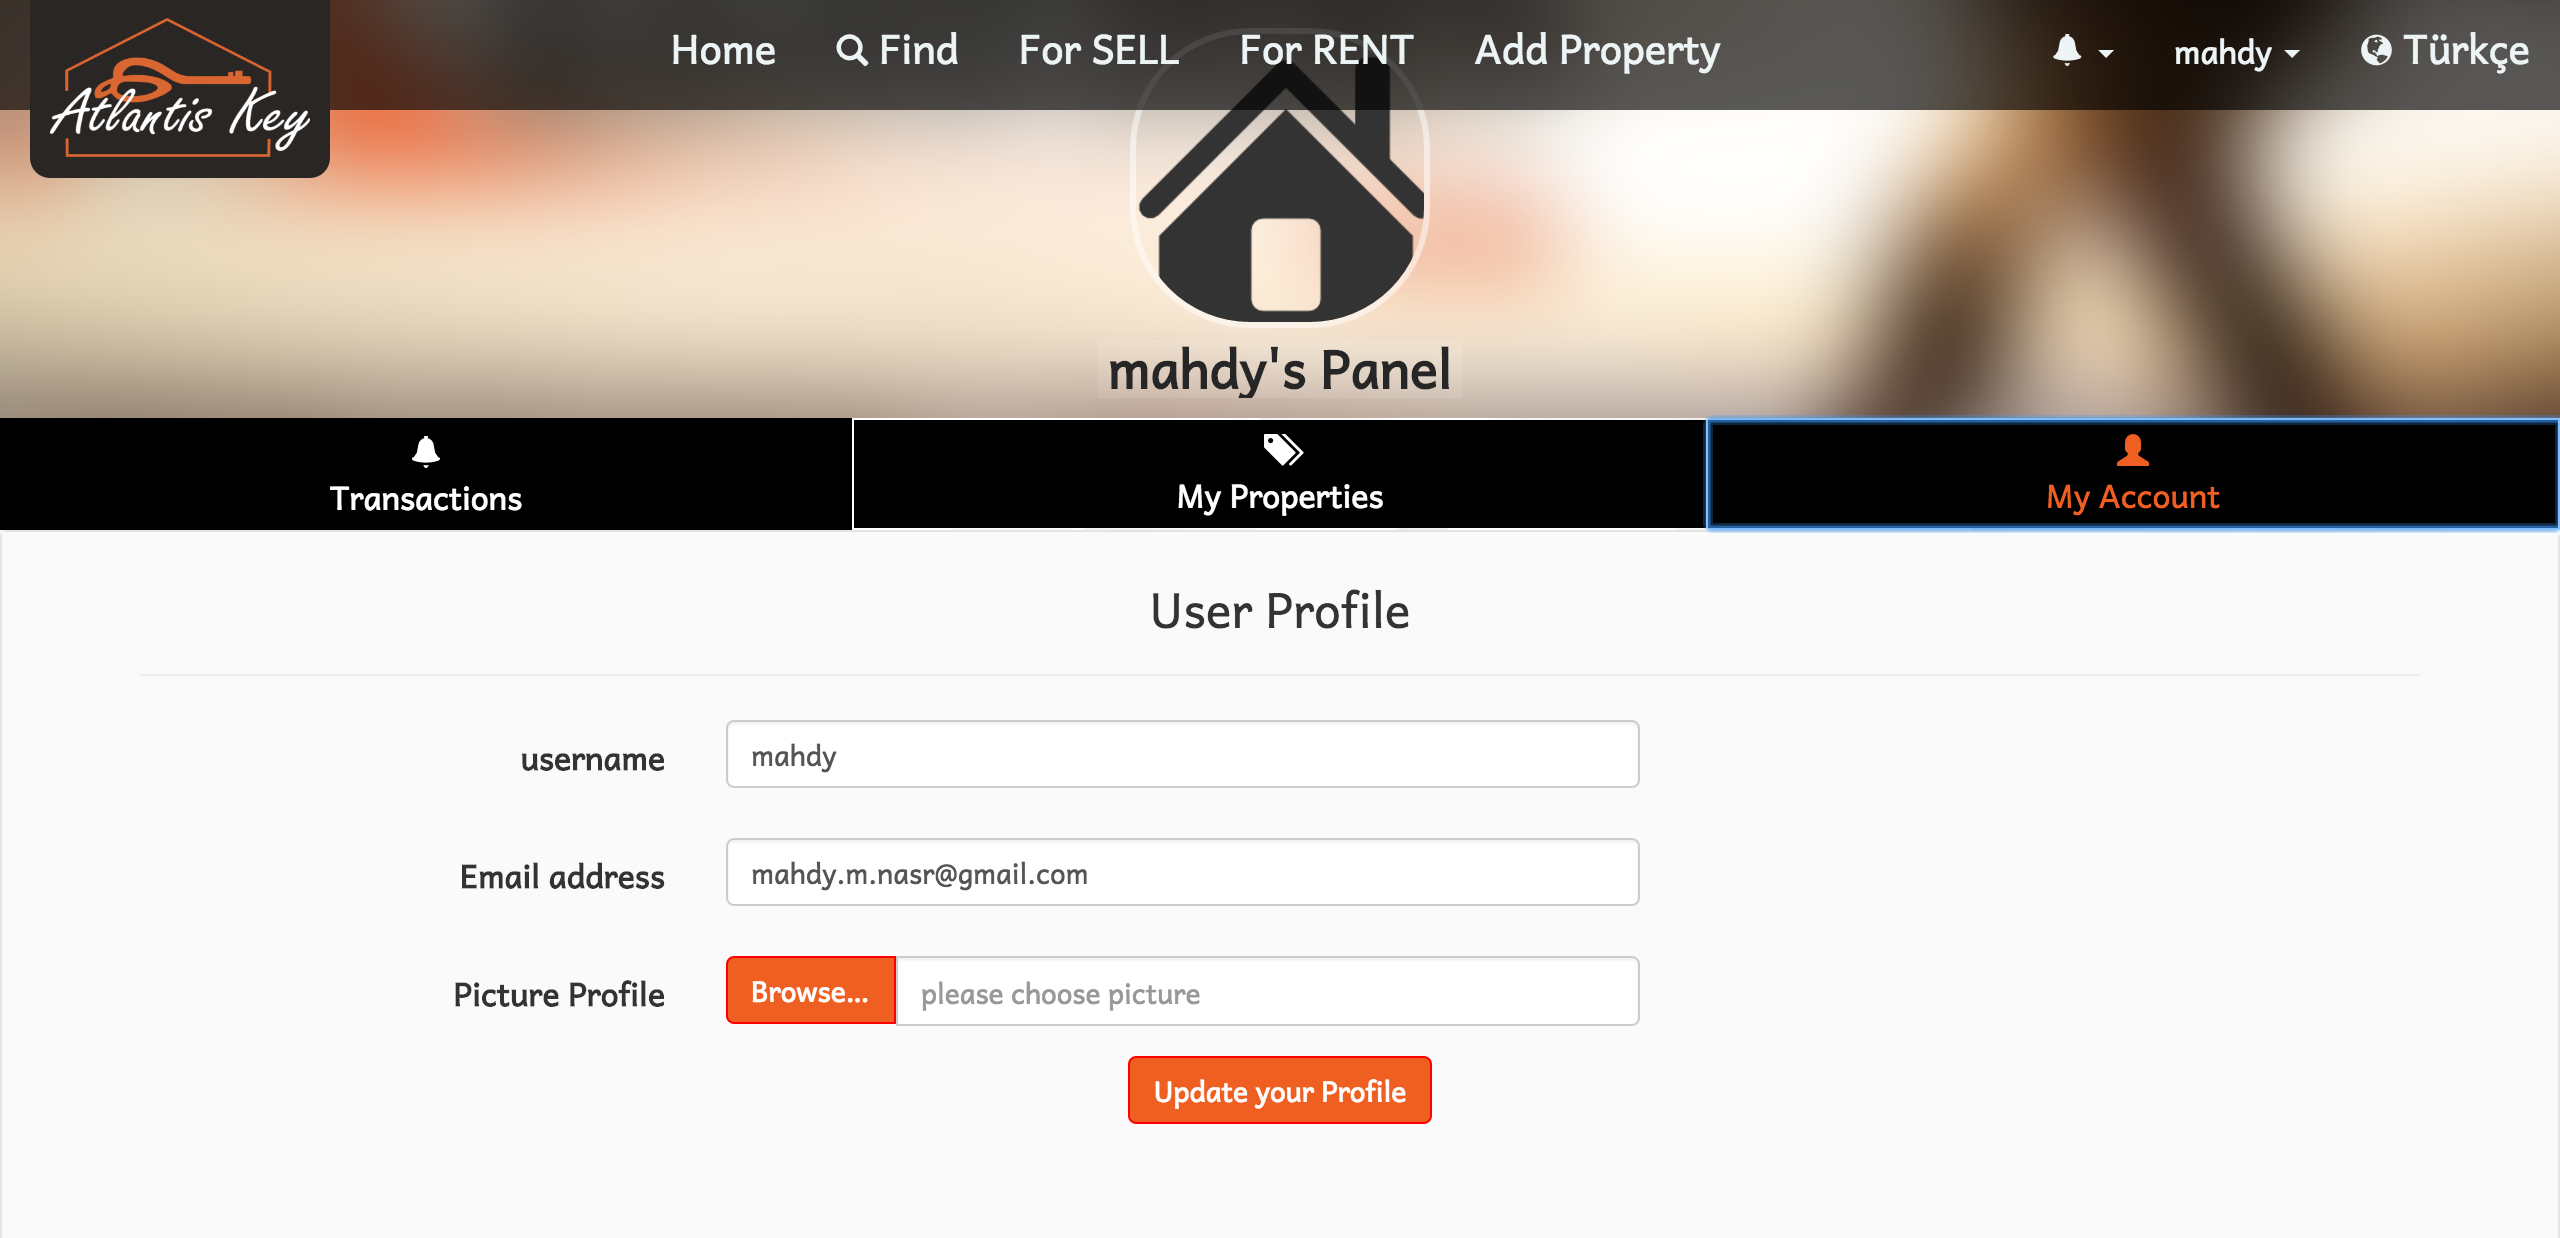 Atlantis Key
Home Find For SELL For RENT Add Property mahdy Türkçe
mahdy's Panel
Transactions My Properties My Account
User Profile
username mahdy
Email address mahdy.m.nasr@gmail.com
Picture Profile Browse... please choose picture
Update your Profile